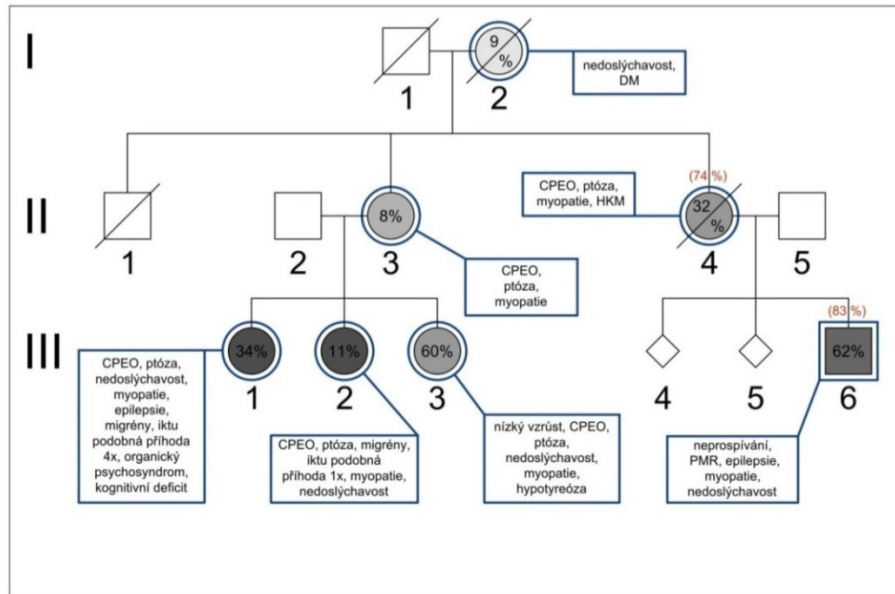 I
9
%
1
2
nedoslýchavost,
DM
II
(74 %)
CPEO, ptóza,
myopatie, HKM
8%
32
%
1
2
3
4
5
CPEO,
ptóza,
myopatie
III
(83 %)
34%
11%
60%
62%
1
2
3
4
5
6
CPEO, ptóza,
nedoslýchavost,
myopatie,
epilepsie,
migrény, iktu
podobná příhoda
4x, organický
psychosyndrom,
kognitivní deficit
CPEO, ptóza, migrény,
iktu podobná
příhoda 1x, myopatie,
nedoslýchavost
nízký vzrůst, CPEO,
ptóza,
nedoslýchavost,
myopatie,
hypotyreóza
neprospívání,
PMR, epilepsie,
myopatie,
nedoslýchavost